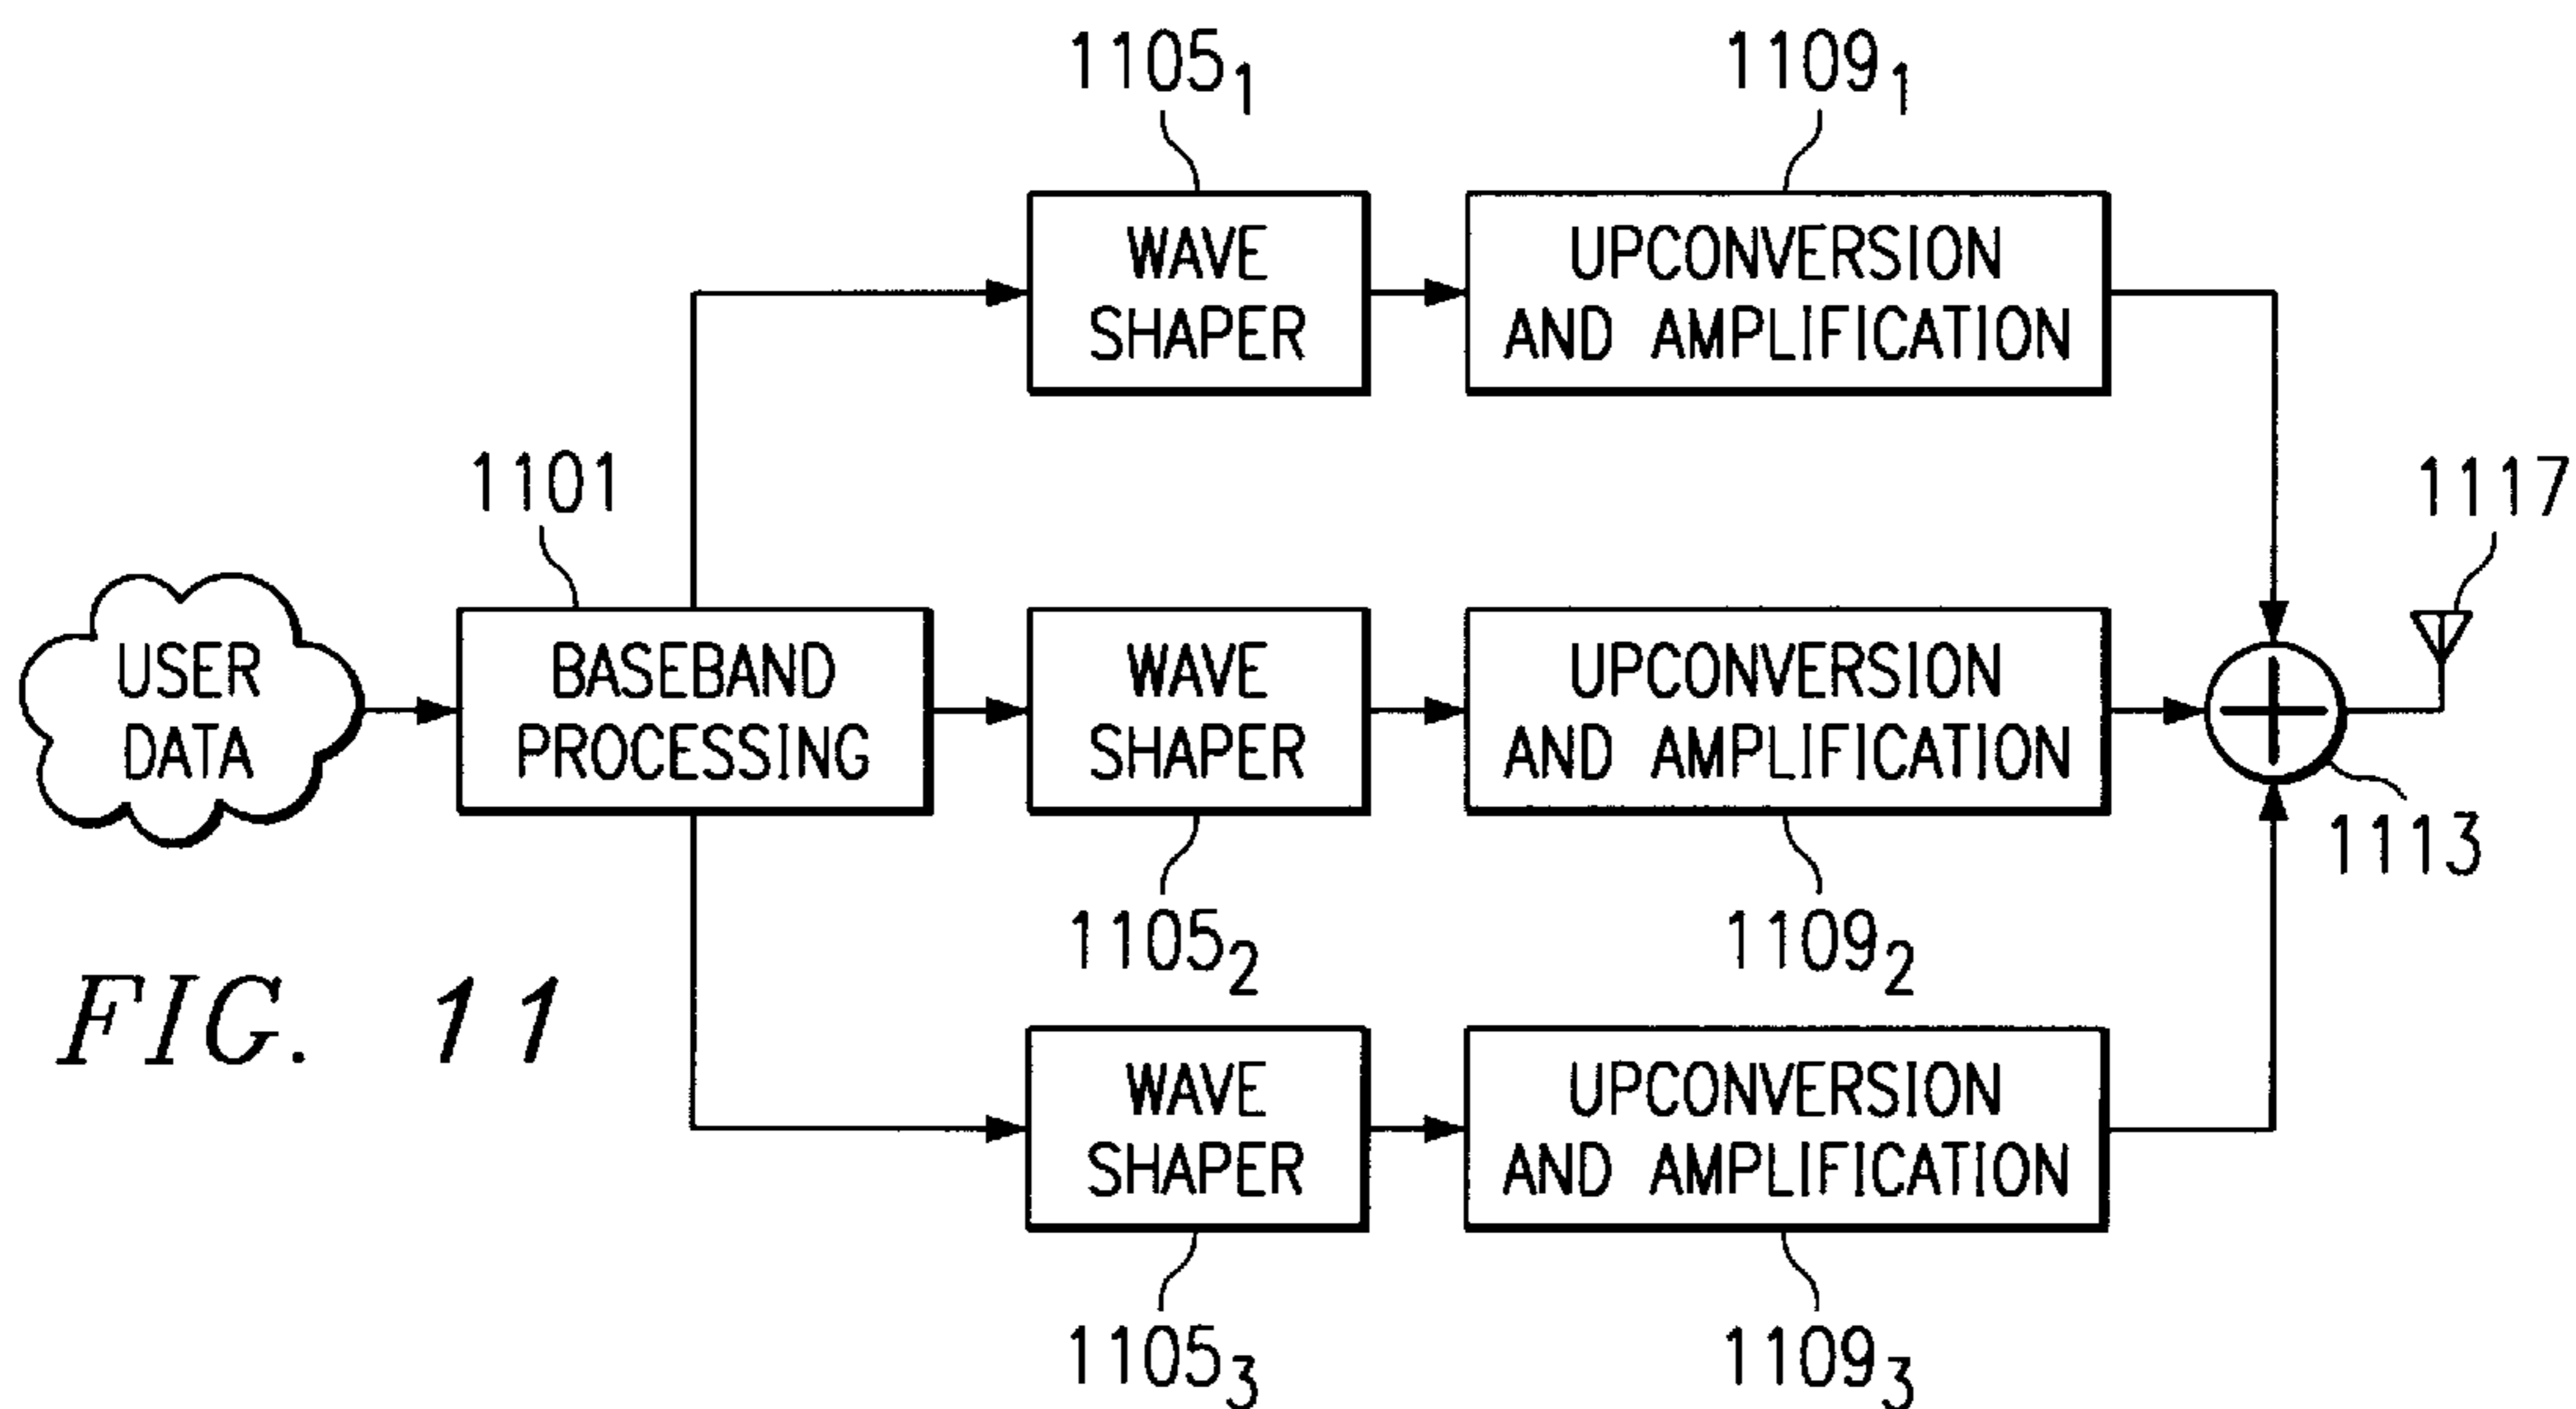 1105₁
1109₁
WAVE
SHAPER
UPCONVERSION
AND AMPLIFICATION
1101
1117
USER
DATA
BASEBAND
PROCESSING
WAVE
SHAPER
UPCONVERSION
AND AMPLIFICATION
1113
1105₂
1109₂
FIG. 11
WAVE
SHAPER
UPCONVERSION
AND AMPLIFICATION
1105₃
1109₃